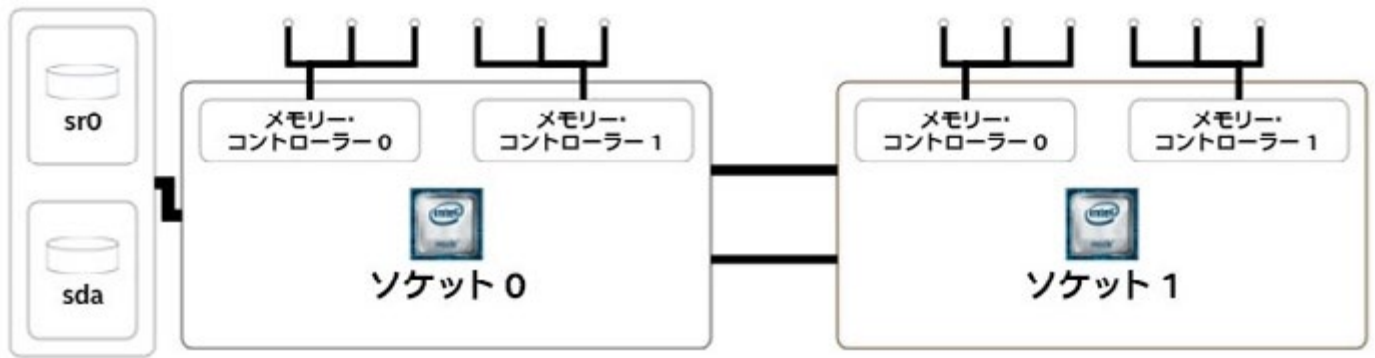 sr0
sda
メモリー・
コントローラー 0
メモリー・
コントローラー 1
intel
ソケット 0
メモリー・
コントローラー 0
メモリー・
コントローラー 1
intel
ソケット 1